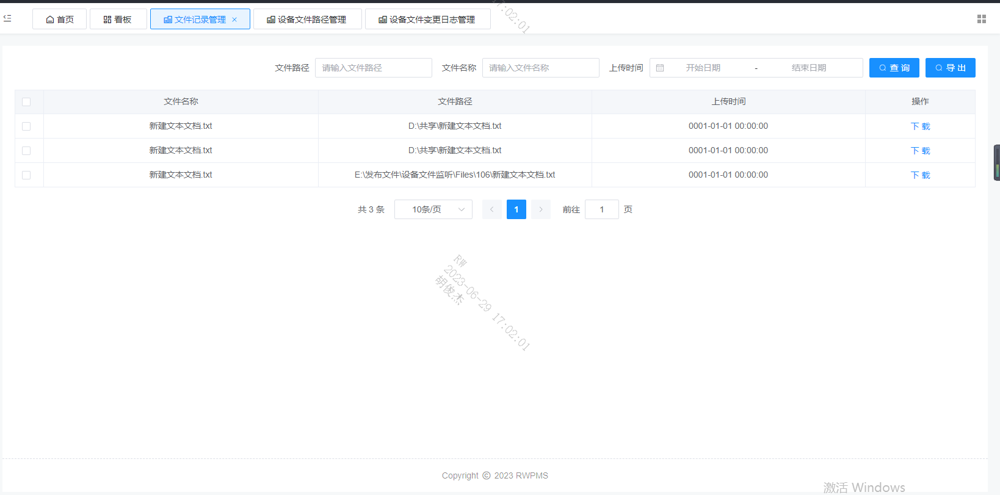 首页 看板 文件记录管理 设备文件路径管理 设备文件变更日志管理
17:02:01
文件路径 请输入文件路径 文件名称 请输入文件名称 上传时间 开始日期 - 结束日期 查 询 导 出
文件名称 文件路径 上传时间 操作
新建文本文档.txt D:\共享\新建文本文档.txt 0001-01-01 00:00:00 下 载
新建文本文档.txt D:\共享\新建文本文档.txt 0001-01-01 00:00:00 下 载
新建文本文档.txt E:\发布文件\设备文件监听\Files\106\新建文本文档.txt 0001-01-01 00:00:00 下 载
共 3 条 10条/页 1 前往 1 页
RW
2023-06-29 17:02:01
胡俊杰
Copyright © 2023 RWPMS
激活 Windows